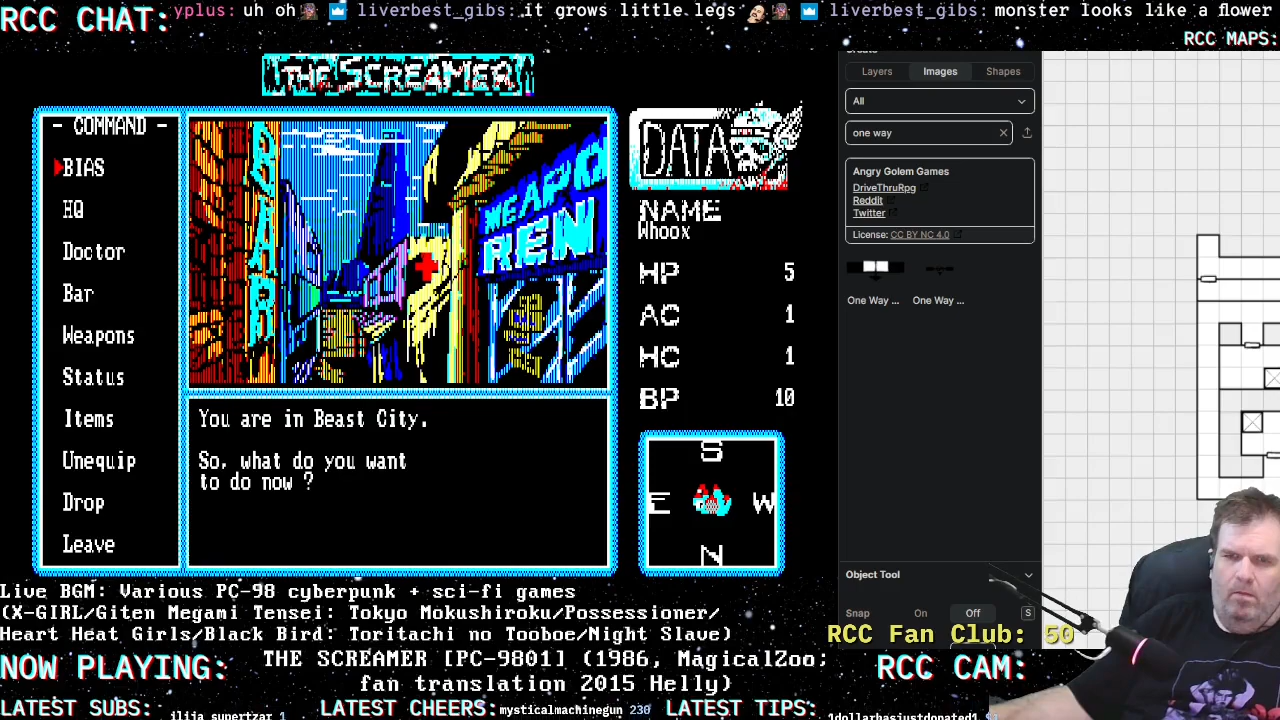 RCC CHAT:
yplus: uh oh liverbest_gibs: it grows little legs liverbest_gibs: monster looks like a flower
RCC MAPS:
THE SCREAMER
- COMMAND -
BIAS
HQ
Doctor
Bar
Weapons
Status
Items
Unequip
Drop
Leave
BEAR
WEAPO
REN
You are in Beast City.
So, what do you want
to do now ?
DATA
NAME
Whoox
HP 5
AC 1
HC 1
BP 10
S
E W
N
Layers Images Shapes
All
one way
Angry Golem Games
DriveThruRpg
Reddit
Twitter
License: CC BY NC 4.0
One Way ... One Way ...
Object Tool
Snap On Off S
Live BGM: Various PC-98 cyberpunk + sci-fi games
(X-GIRL/Giten Megami Tensei: Tokyo Mokushiroku/Possessioner/
Heart Heat Girls/Black Bird: Toritachi no Tooboe/Night Slave)
RCC Fan Club: 50
NOW PLAYING:
THE SCREAMER [PC-9801] (1986, MagicalZoo;
fan translation 2015 Helly)
RCC CAM:
LATEST SUBS: ilija_supertzar 1
LATEST CHEERS: mysticalmachinegun 230
LATEST TIPS: 1dollarhasjustdonated1